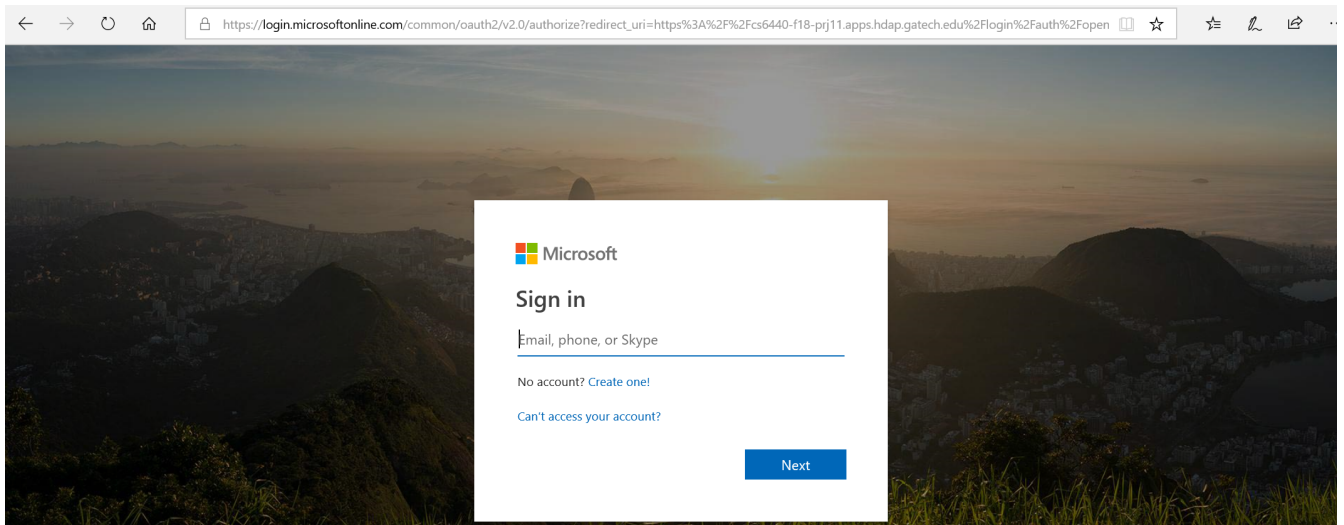 https://login.microsoftonline.com/common/oauth2/v2.0/authorize?redirect_uri=https%3A%2F%2Fcs6440-f18-prj11.apps.hdap.gatech.edu%2Flogin%2Fauth%2Fopen
Microsoft
Sign in
Email, phone, or Skype
No account? Create one!
Can't access your account?
Next